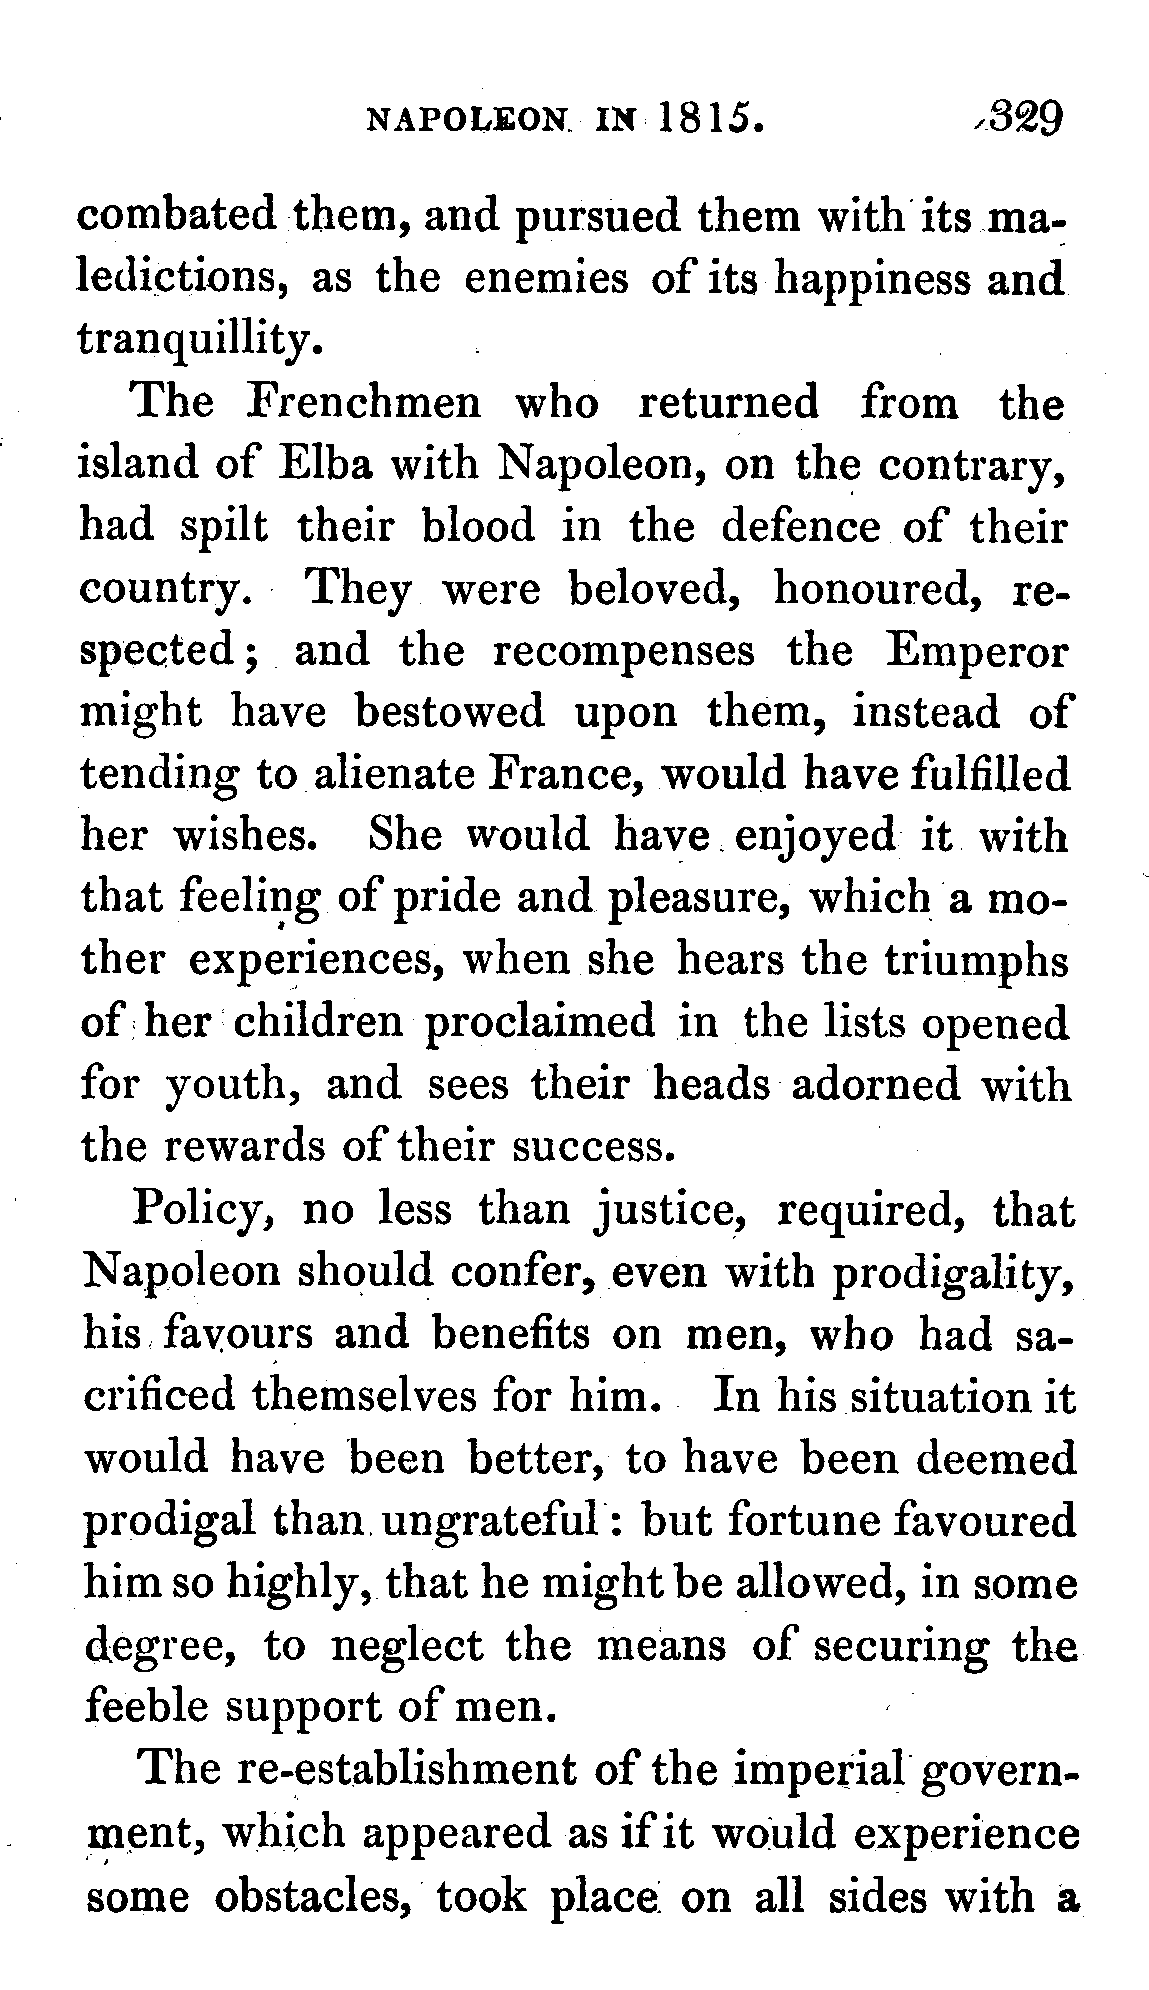 NAPOLEON IN 1815. 329
combated them, and pursued them with its ma-
ledictions, as the enemies of its happiness and
tranquillity.
The Frenchmen who returned from the
island of Elba with Napoleon, on the contrary,
had spilt their blood in the defence of their
country. They were beloved, honoured, re-
spected; and the recompenses the Emperor
might have bestowed upon them, instead of
tending to alienate France, would have fulfilled
her wishes. She would have enjoyed it with
that feeling of pride and pleasure, which a mo-
ther experiences, when she hears the triumphs
of her children proclaimed in the lists opened
for youth, and sees their heads adorned with
the rewards of their success.
Policy, no less than justice, required, that
Napoleon should confer, even with prodigality,
his favours and benefits on men, who had sa-
crificed themselves for him. In his situation it
would have been better, to have been deemed
prodigal than ungrateful: but fortune favoured
him so highly, that he might be allowed, in some
degree, to neglect the means of securing the
feeble support of men.
The re-establishment of the imperial govern-
ment, which appeared as if it would experience
some obstacles, took place on all sides with a